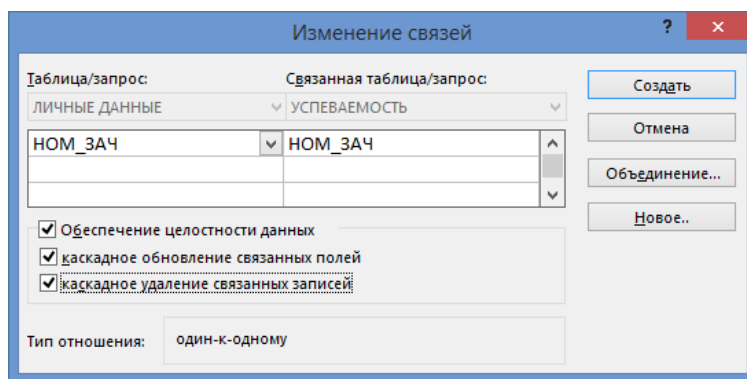 Изменение связей
Таблица/запрос: Связанная таблица/запрос:
ЛИЧНЫЕ ДАННЫЕ УСПЕВАЕМОСТЬ
НОМ_ЗАЧ НОМ_ЗАЧ
Обеспечение целостности данных
каскадное обновление связанных полей
каскадное удаление связанных записей
Тип отношения: один-к-одному
?
×
Создать
Отмена
Объединение...
Новое..